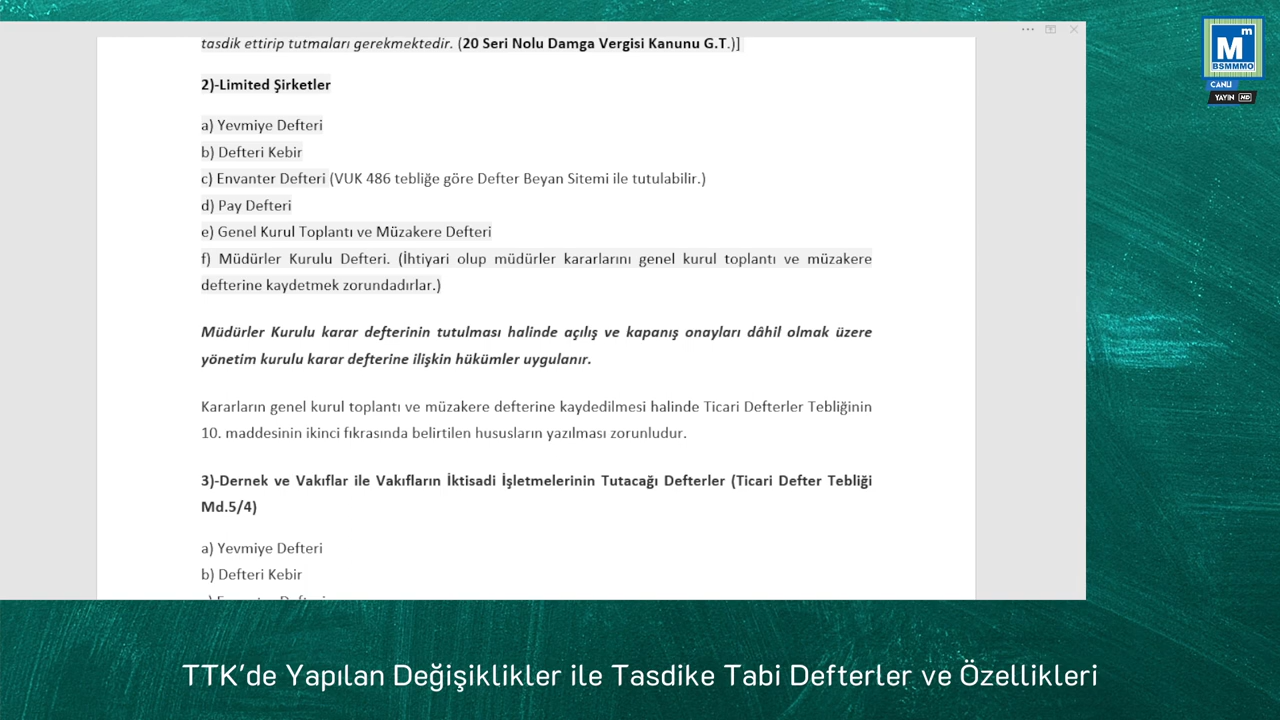 tasdik ettirip tutmaları gerekmektedir. (20 Seri Nolu Damga Vergisi Kanunu G.T.)]
2)-Limited Şirketler
a) Yevmiye Defteri
b) Defteri Kebir
c) Envanter Defteri (VUK 486 tebliğe göre Defter Beyan Sitemi ile tutulabilir.)
d) Pay Defteri
e) Genel Kurul Toplantı ve Müzakere Defteri
f) Müdürler Kurulu Defteri. (İhtiyari olup müdürler kararlarını genel kurul toplantı ve müzakere
defterine kaydetmek zorundadırlar.)
Müdürler Kurulu karar defterinin tutulması halinde açılış ve kapanış onayları dâhil olmak üzere
yönetim kurulu karar defterine ilişkin hükümler uygulanır.
Kararların genel kurul toplantı ve müzakere defterine kaydedilmesi halinde Ticari Defterler Tebliğinin
10. maddesinin ikinci fıkrasında belirtilen hususların yazılması zorunludur.
3)-Dernek ve Vakıflar ile Vakıfların İktisadi İşletmelerinin Tutacağı Defterler (Ticari Defter Tebliği
Md.5/4)
a) Yevmiye Defteri
b) Defteri Kebir
Mm
BSMMMO
CANLI
YAYIN HD
TTK'de Yapılan Değişiklikler ile Tasdike Tabi Defterler ve Özellikleri